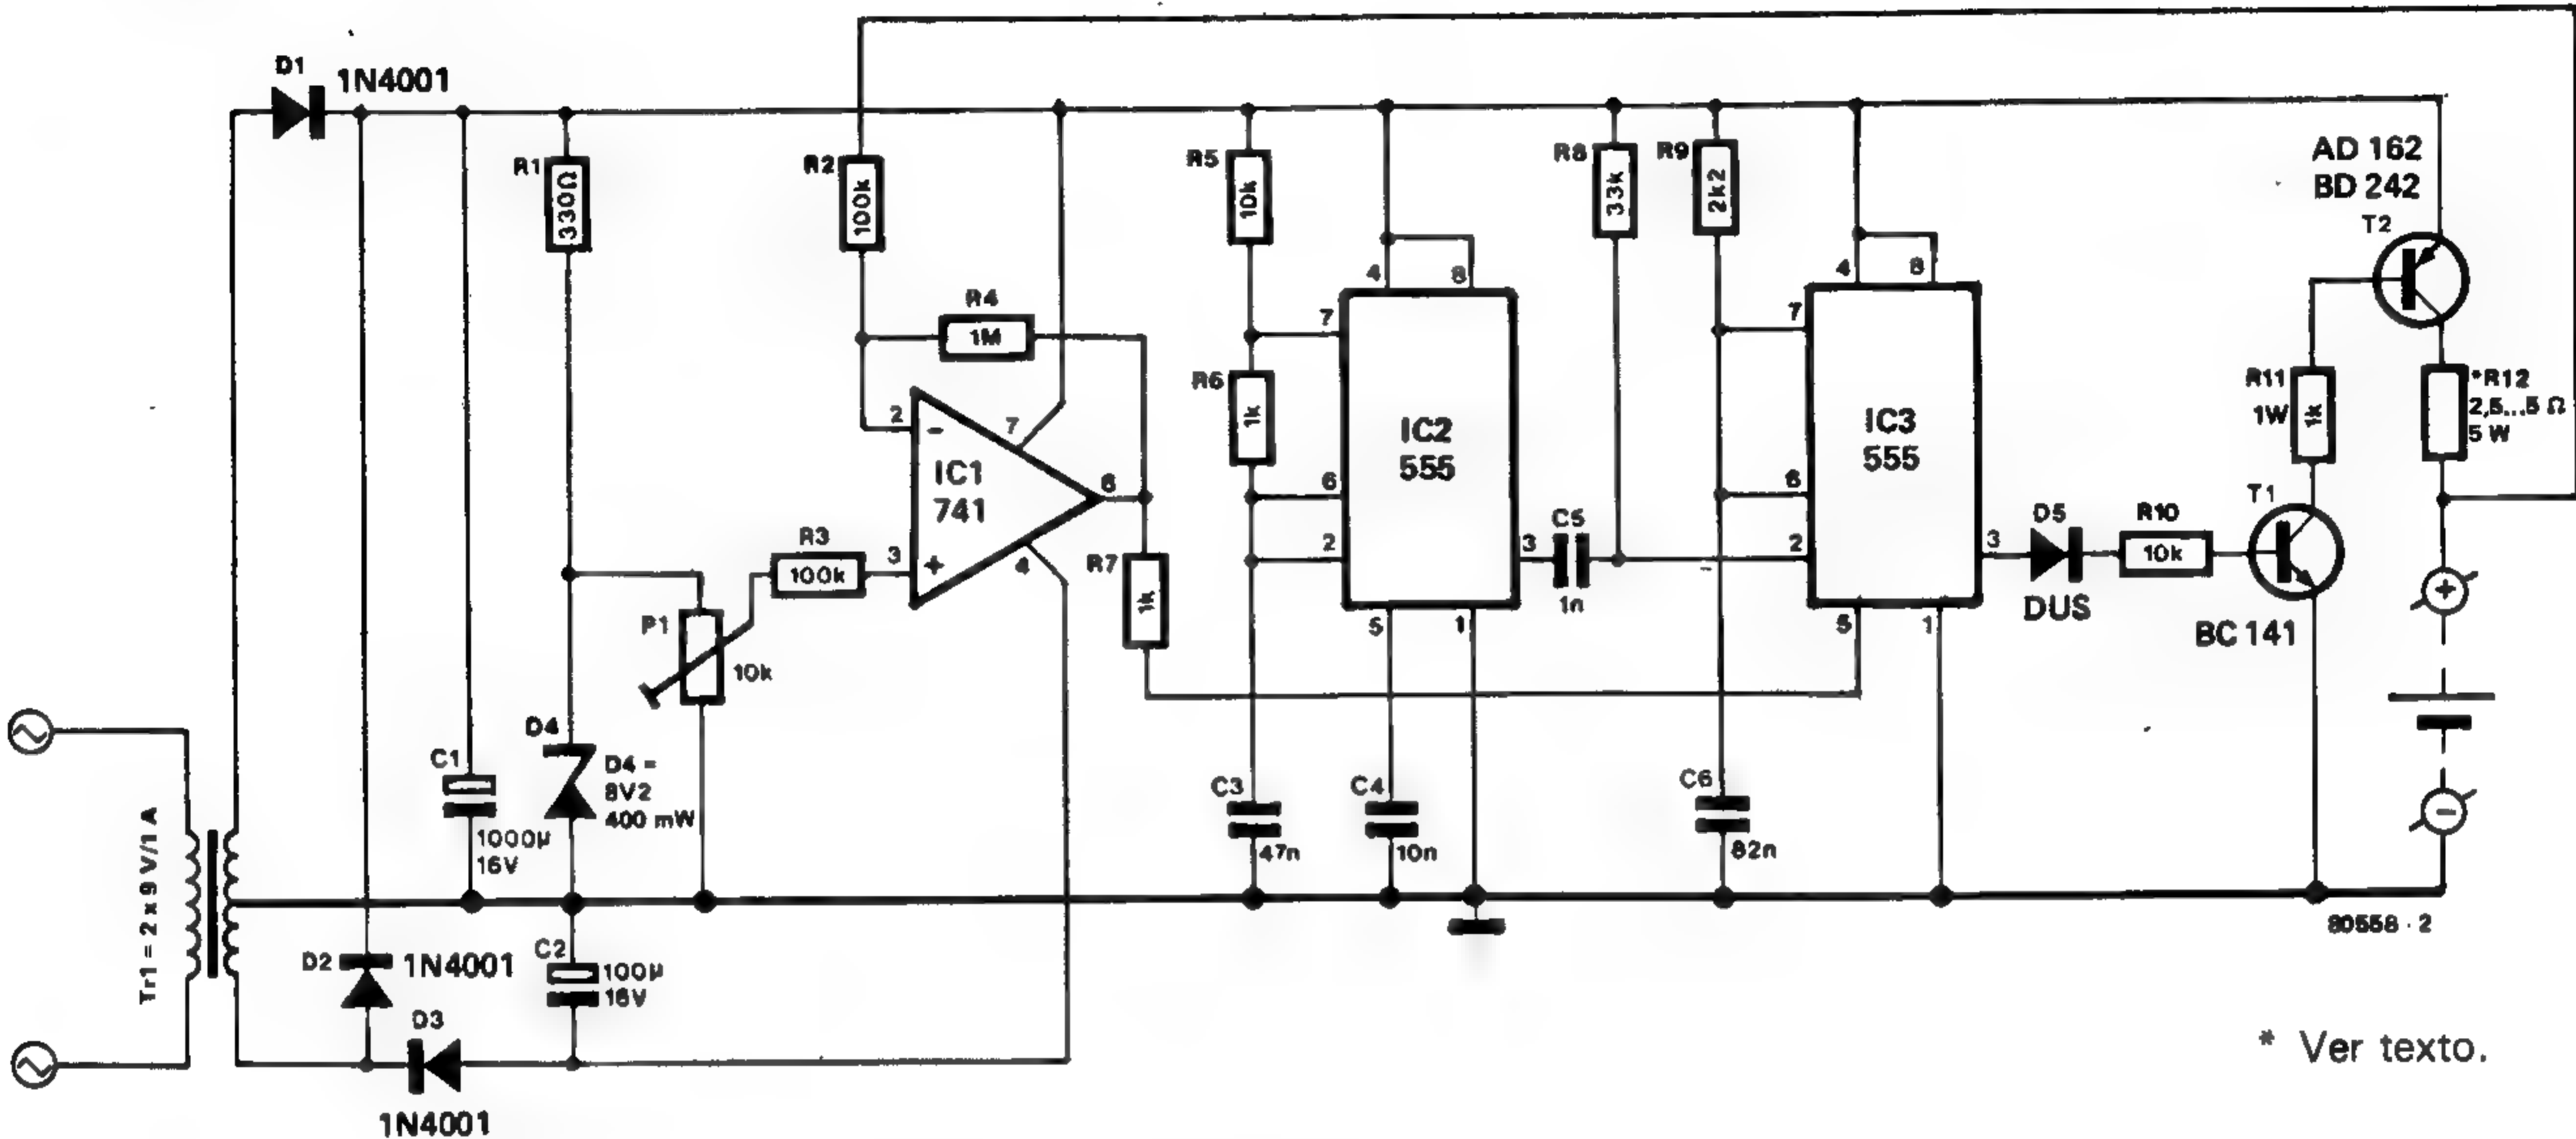 D1
1N4001
R1
330Ω
R2
100k
R4
1M
2
-
7
IC1
741
6
3
+
4
R3
100k
P1
10k
R7
1k
R5
10k
R6
1k
4
8
7
6
2
IC2
555
3
5
1
C5
1n
R8
33k
R9
2k2
4
8
7
6
2
IC3
555
3
5
1
D5
DUS
R10
10k
T1
BC 141
R11
1W
1k
AD 162
BD 242
T2
*R12
2,5...5 Ω
5 W
+
-
C1
1000µ
16V
D4
D4 =
8V2
400 mW
C3
47n
C4
10n
C6
82n
Tr1 = 2 x 9 V/1 A
D2
1N4001
C2
100µ
16V
D3
1N4001
80558 · 2
* Ver texto.